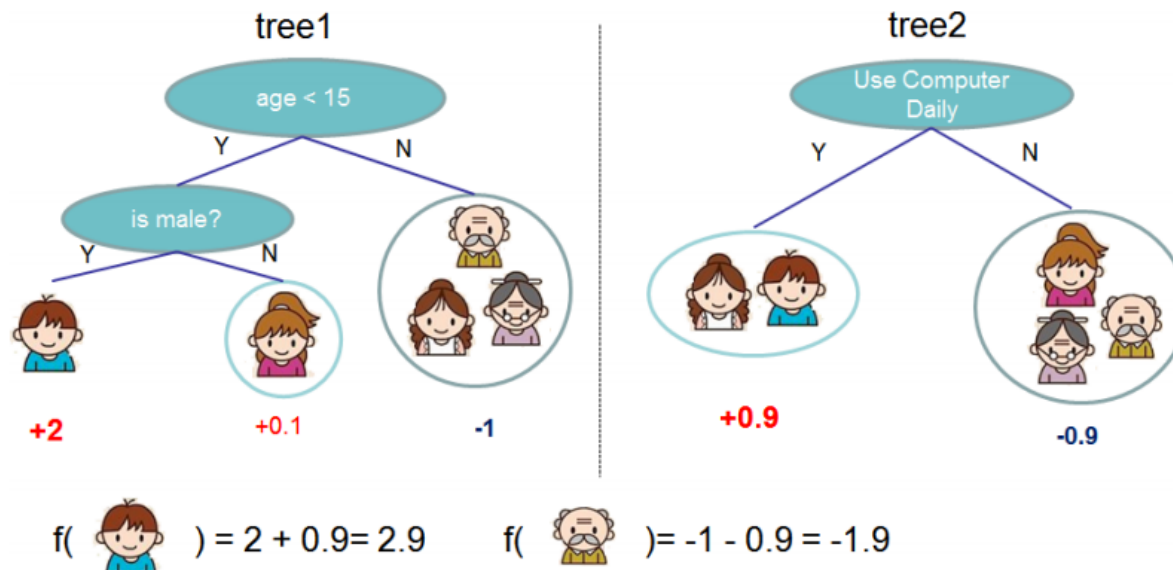 tree1
tree2
age < 15
Use Computer
Daily
Y
N
Y
N
is male?
Y
N
+2
+0.1
-1
+0.9
-0.9
f( ) = 2 + 0.9= 2.9
f( )= -1 - 0.9 = -1.9